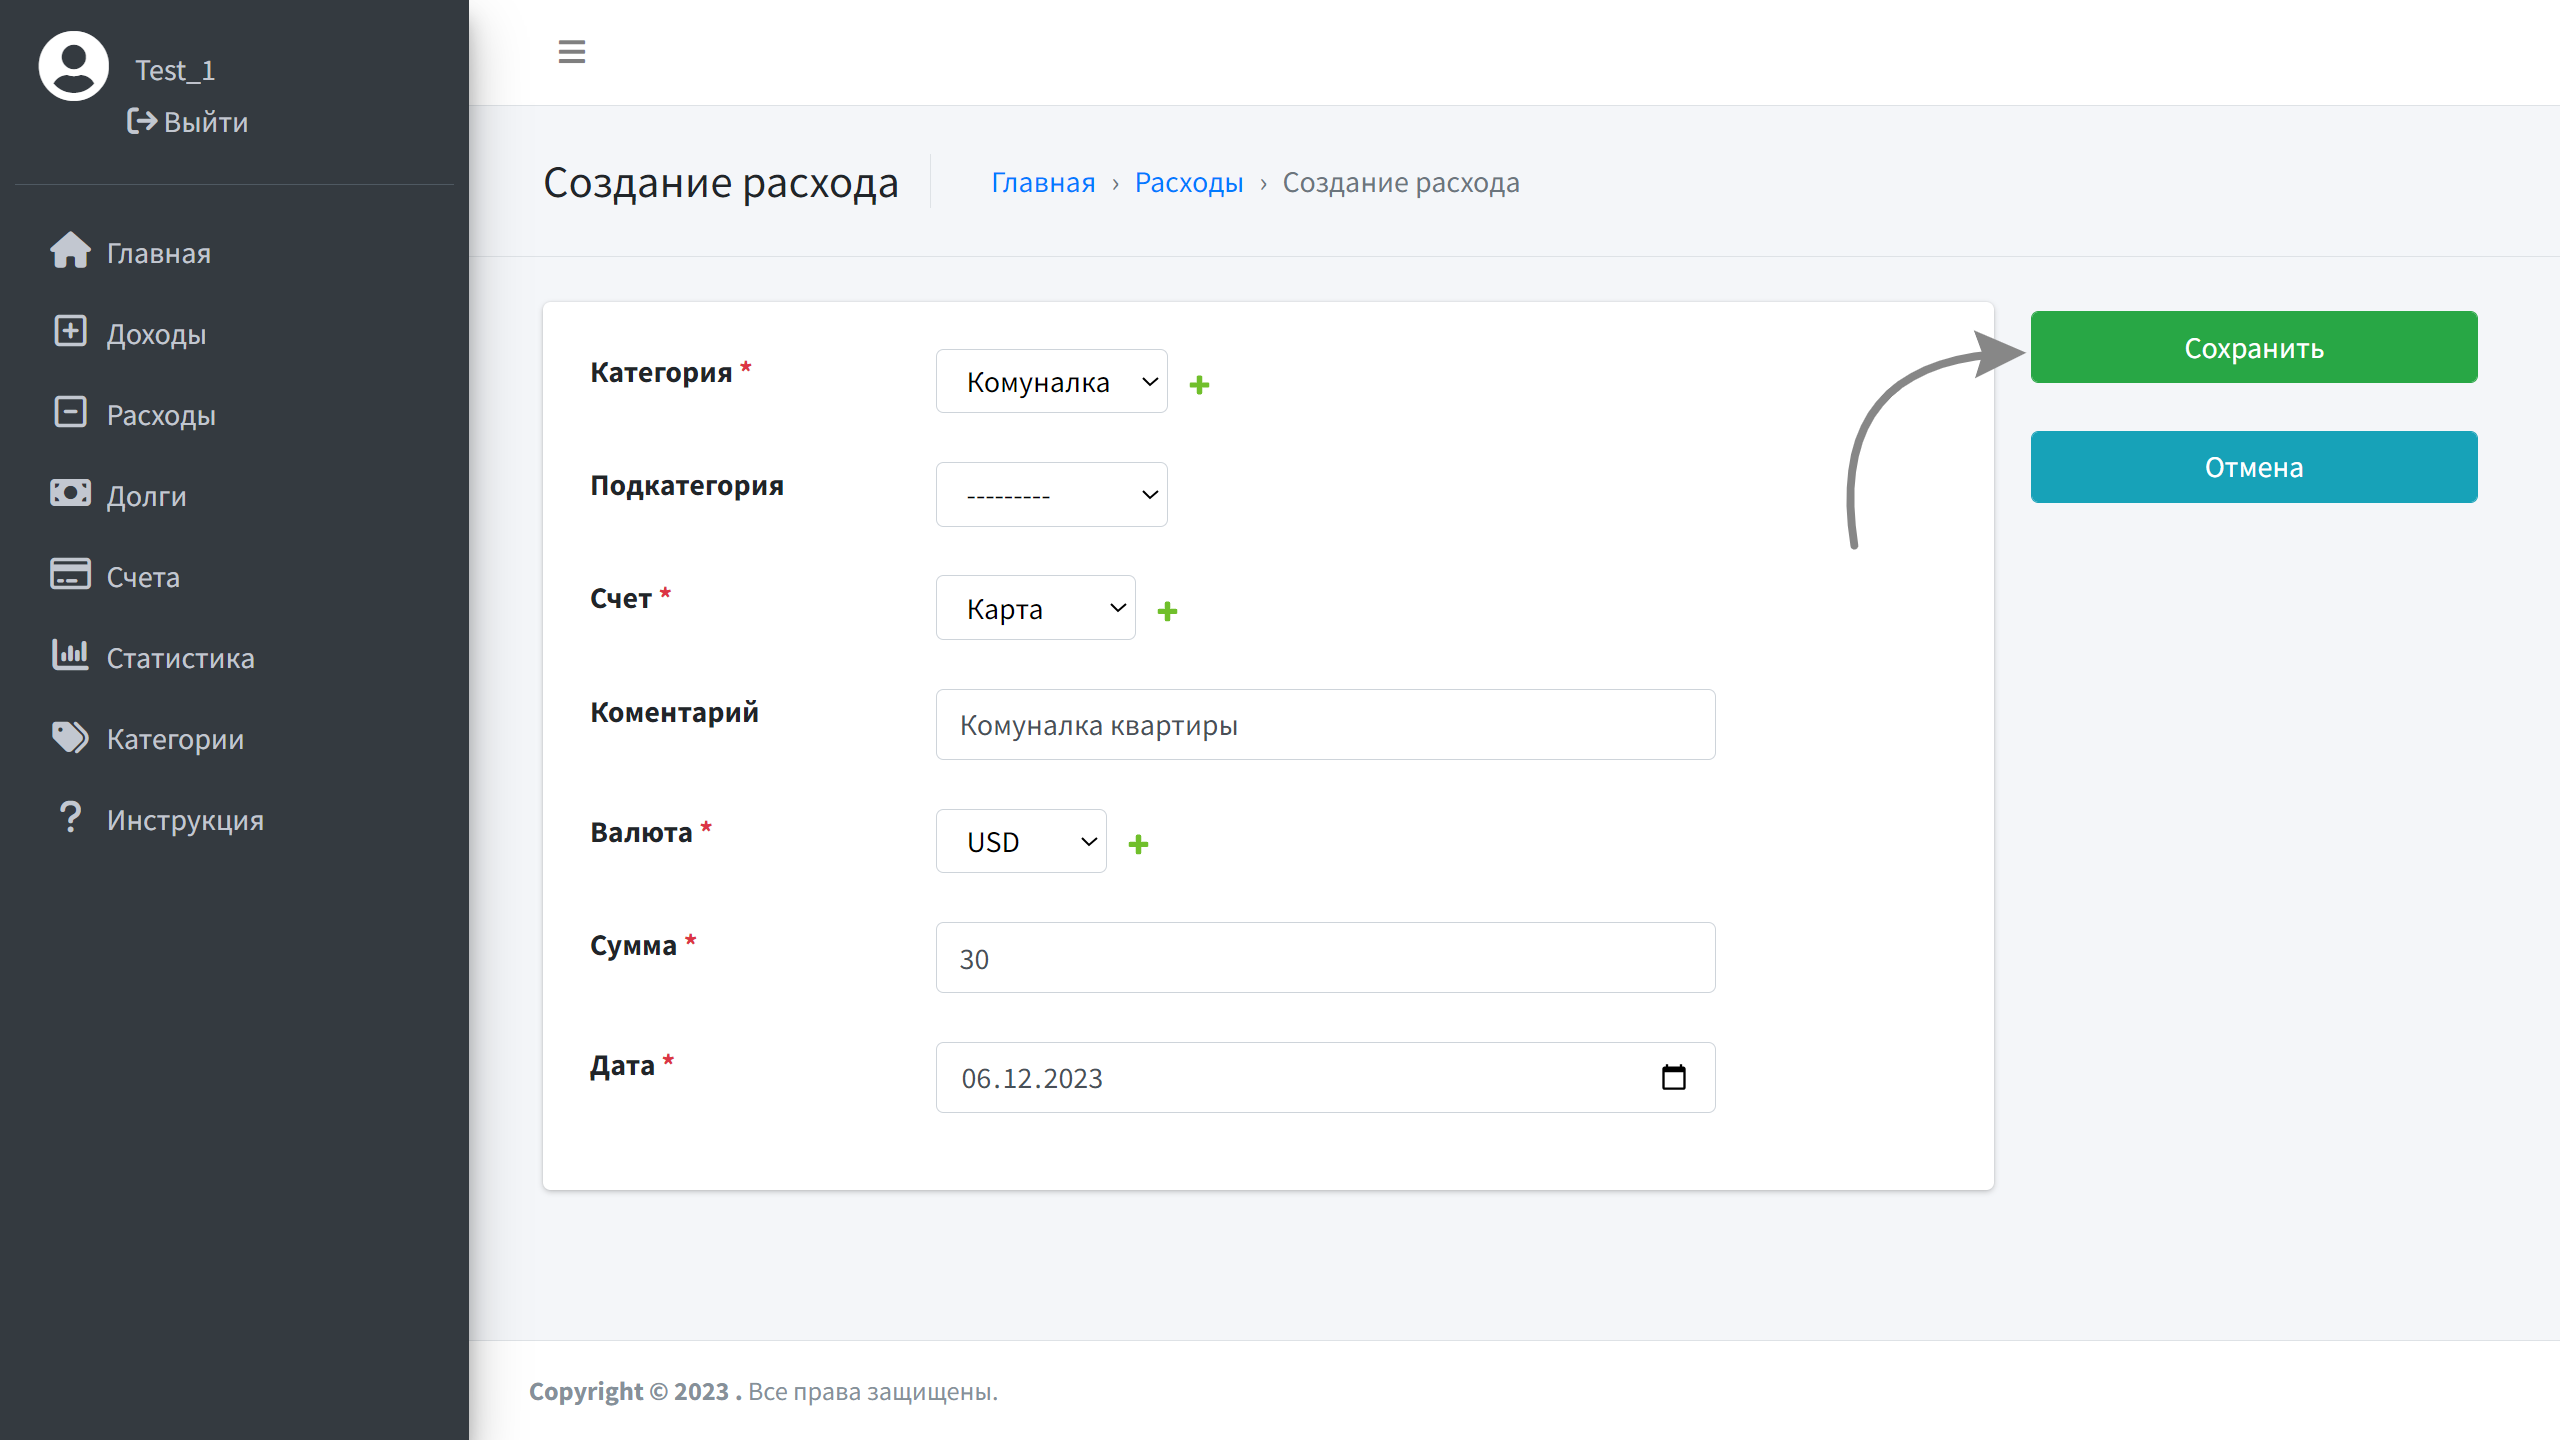 Test_1
Выйти
Главная
Доходы
Расходы
Долги
Счета
Статистика
Категории
Инструкция
Создание расхода
Главная › Расходы › Создание расхода
Категория * Комуналка
Подкатегория ---------
Счет * Карта
Коментарий Комуналка квартиры
Валюта * USD
Сумма * 30
Дата * 06.12.2023
Сохранить
Отмена
Copyright © 2023 . Все права защищены.